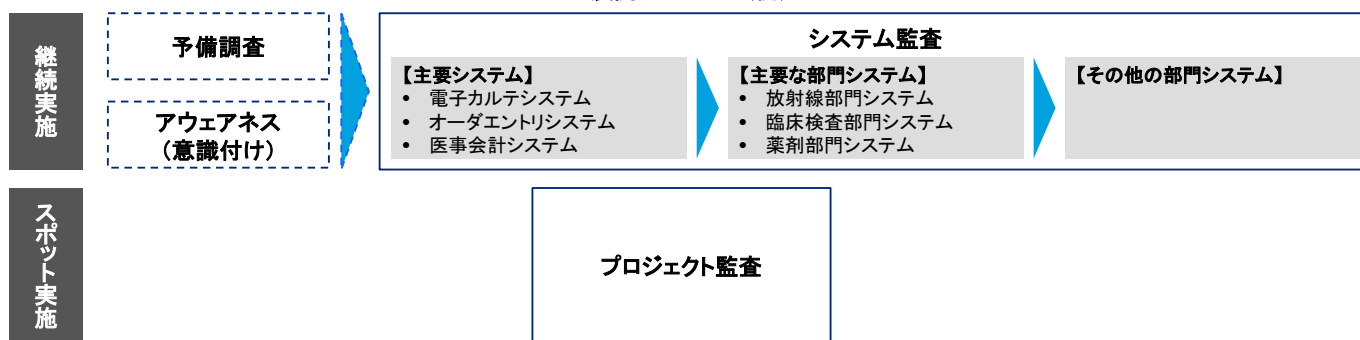 継続実施
予備調査
アウェアネス
(意識付け)
システム監査
【主要システム】
• 電子カルテシステム
• オーダエントリシステム
• 医事会計システム
【主要な部門システム】
• 放射線部門システム
• 臨床検査部門システム
• 薬剤部門システム
【その他の部門システム】
スポット実施
プロジェクト監査